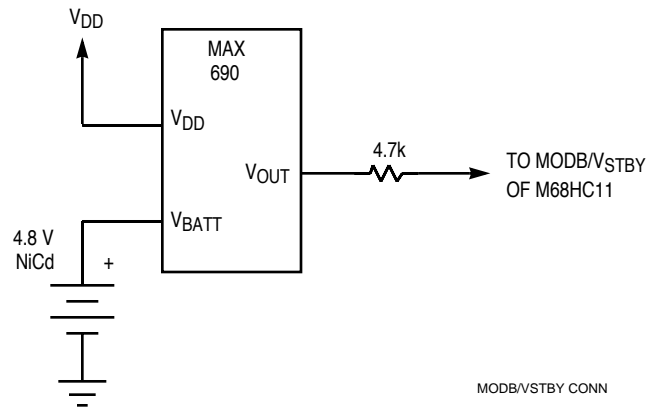 VDD
MAX
690
VDD
4.7k
VOUT
TO MODB/VSTBY
OF M68HC11
VBATT
4.8 V
NiCd
+
MODB/VSTBY CONN